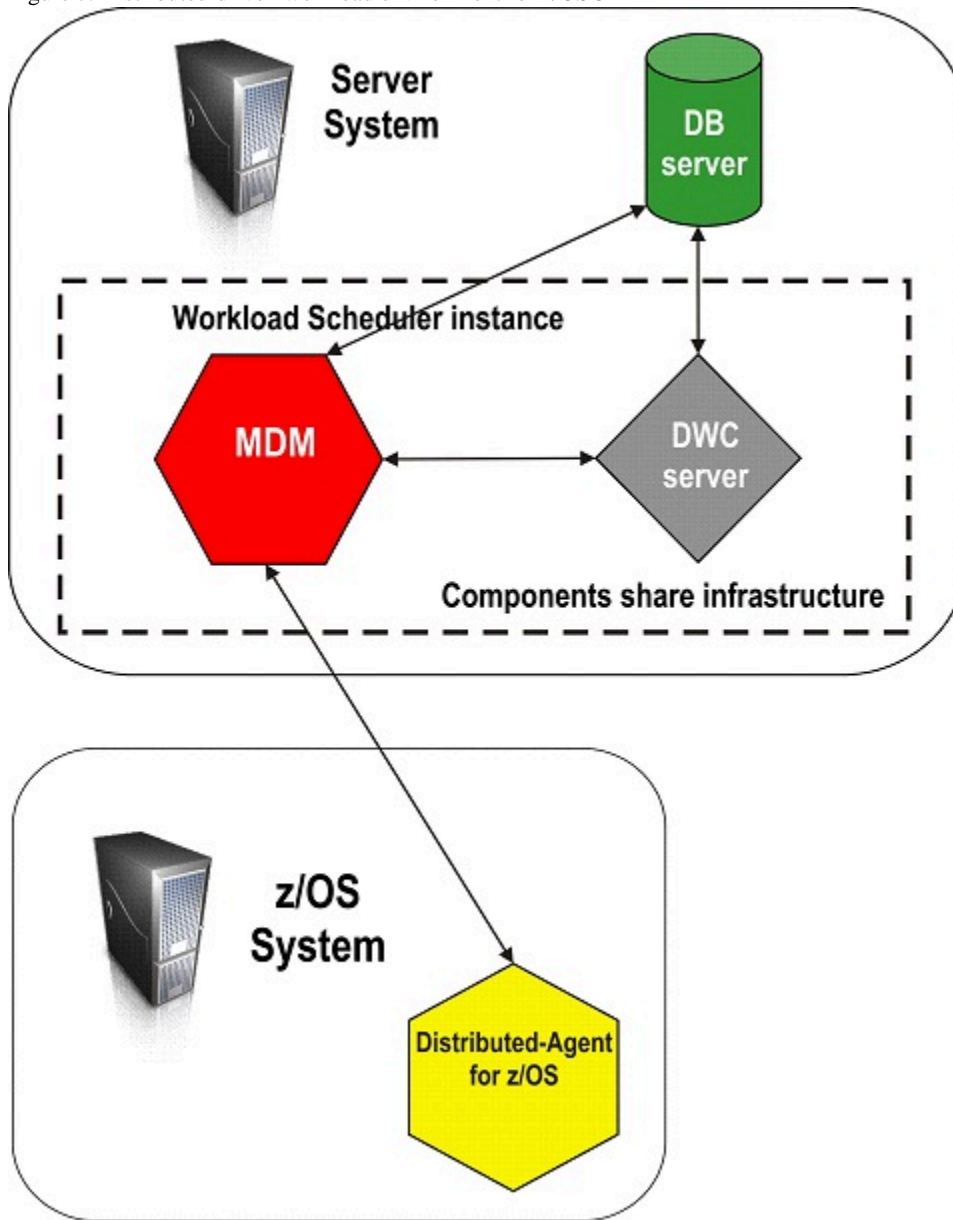 Server
System
DB
server
Workload Scheduler instance
MDM
DWC
server
Components share infrastructure
z/OS
System
Distributed-Agent
for z/OS